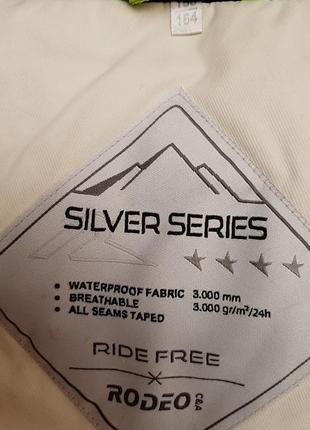 164
SILVER SERIES
• WATERPROOF FABRIC 3.000 mm
• BREATHABLE 3.000 gr/m²/24h
• ALL SEAMS TAPED
RIDE FREE
×
RODEO C&A